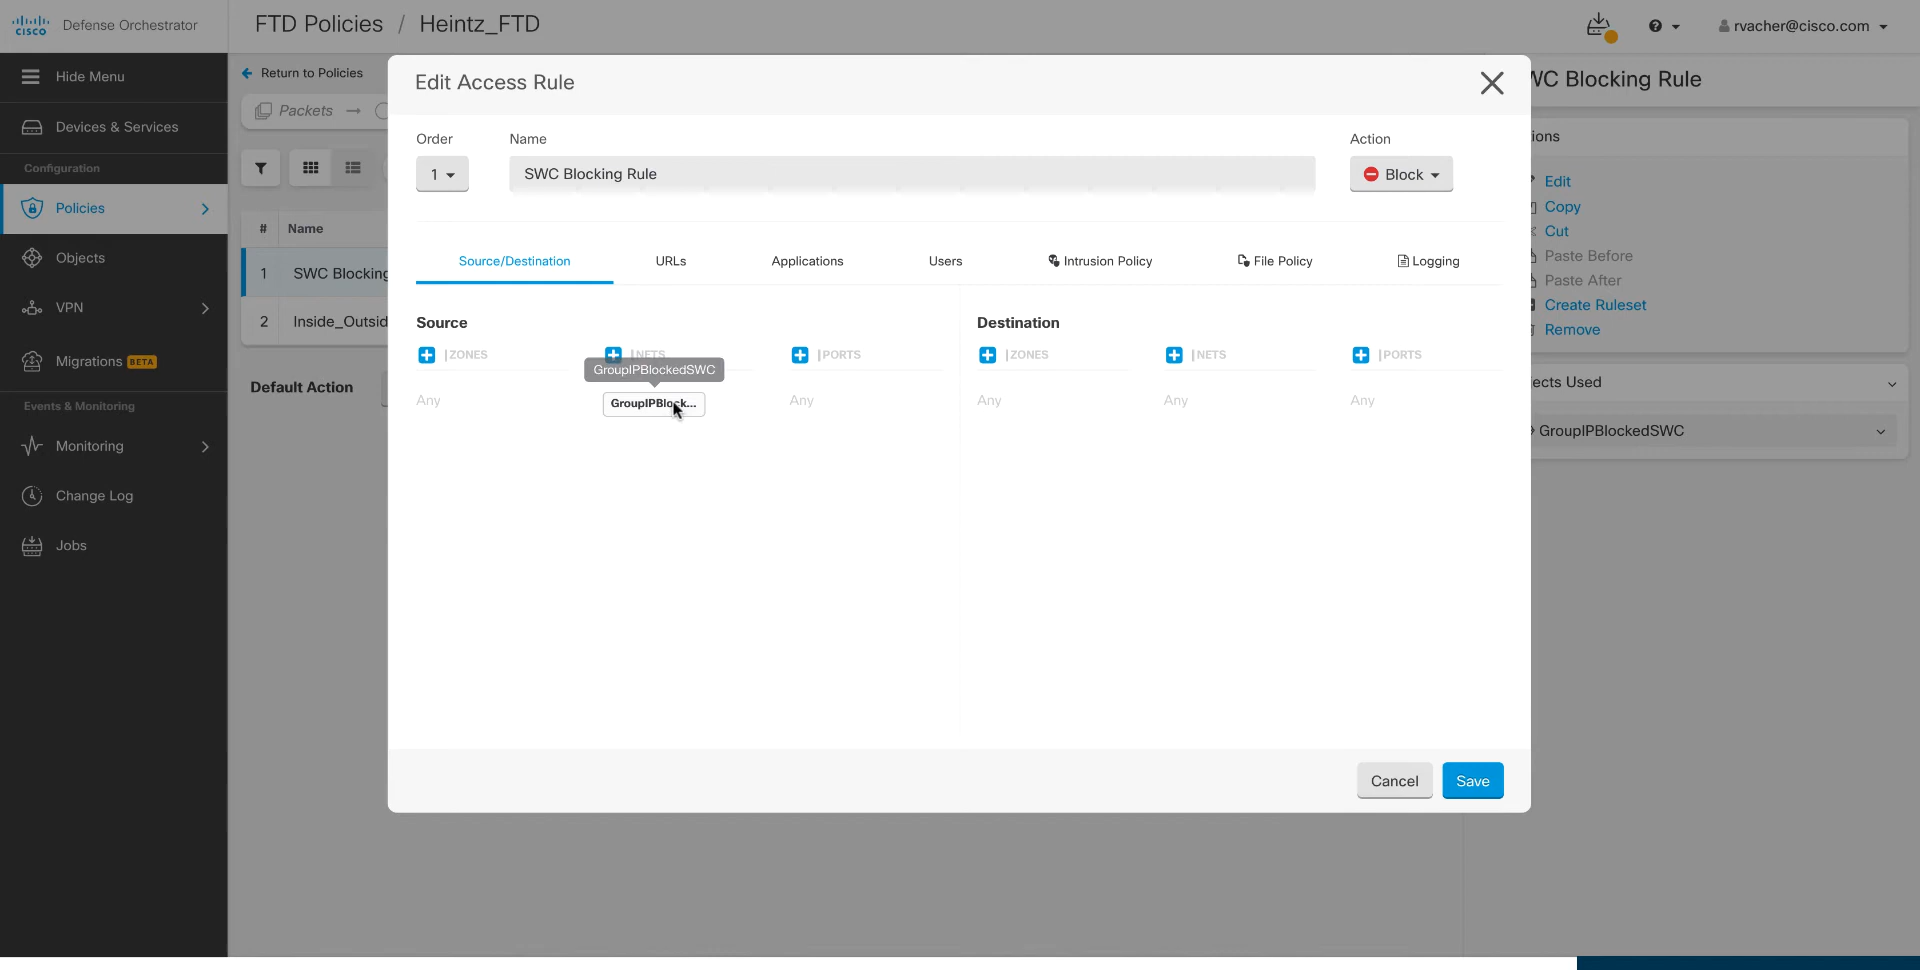 CISCO Defense Orchestrator
FTD Policies / Heintz_FTD
rvacher@cisco.com
Hide Menu
Devices & Services
Configuration
Policies
Objects
VPN
Migrations BETA
Events & Monitoring
Monitoring
Change Log
Jobs
Return to Policies
Packets
# Name
1 SWC Blocking
2 Inside_Outsid
Default Action
Edit Access Rule
Order Name Action
1 SWC Blocking Rule Block
Source/Destination URLs Applications Users Intrusion Policy File Policy Logging
Source Destination
|ZONES |NETS |PORTS |ZONES |NETS |PORTS
GroupIPBlockedSWC
Any GroupIPBlock... Any Any Any Any
Cancel Save
WC Blocking Rule
ions
Edit
Copy
Cut
Paste Before
Paste After
Create Ruleset
Remove
ects Used
GroupIPBlockedSWC